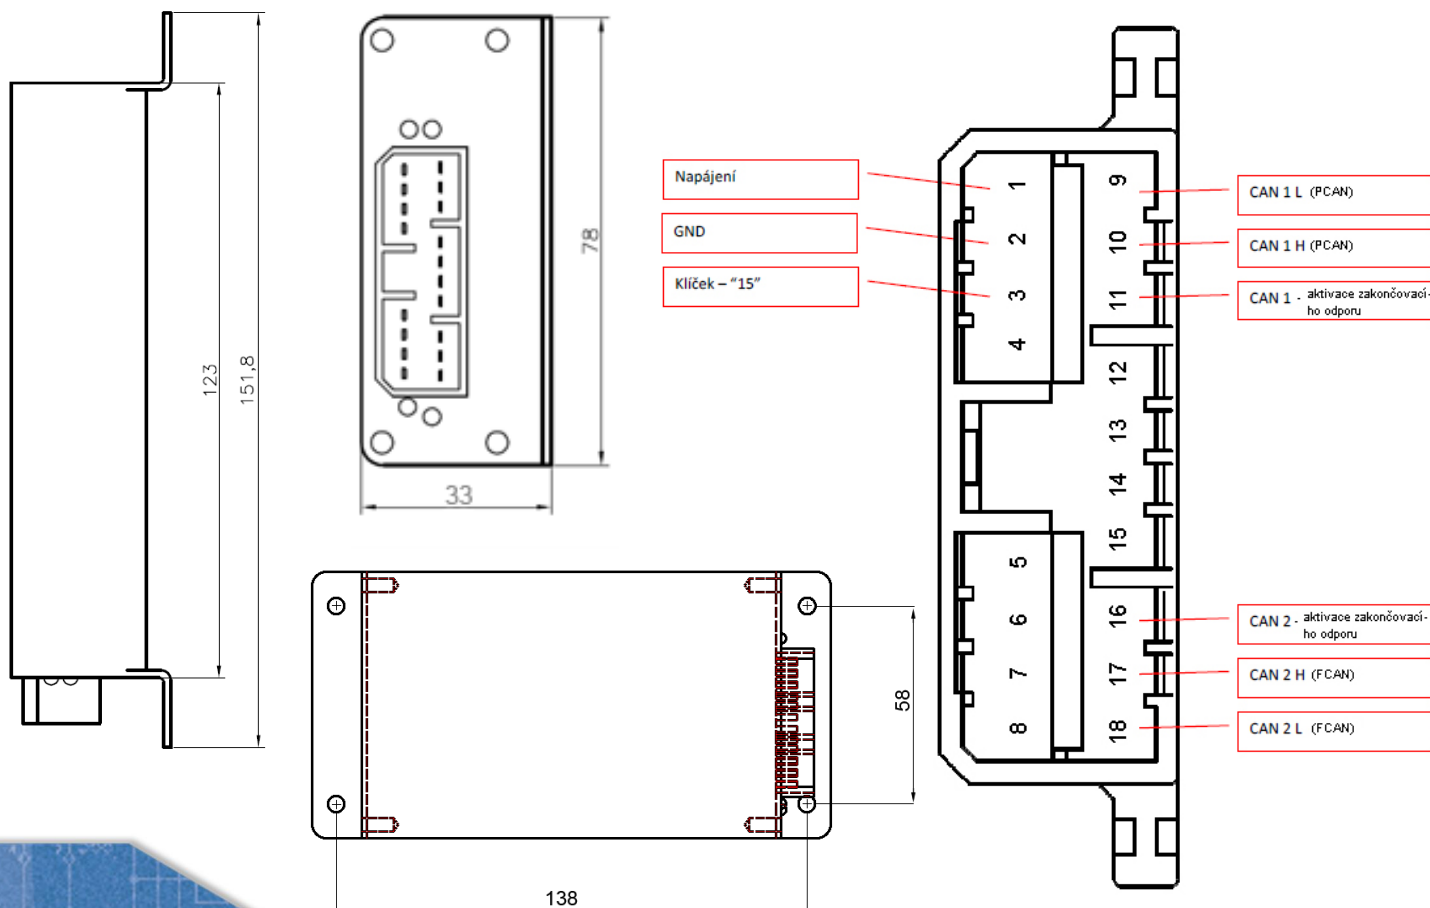 123
151,8
78
33
Napájení
GND
Klíček – “15”
1
2
3
4
5
6
7
8
9
10
11
12
13
14
15
16
17
18
CAN 1 L (PCAN)
CAN 1 H (PCAN)
CAN 1 - aktivace zakončovací-
ho odporu
CAN 2 - aktivace zakončovací-
ho odporu
CAN 2 H (FCAN)
CAN 2 L (FCAN)
58
138